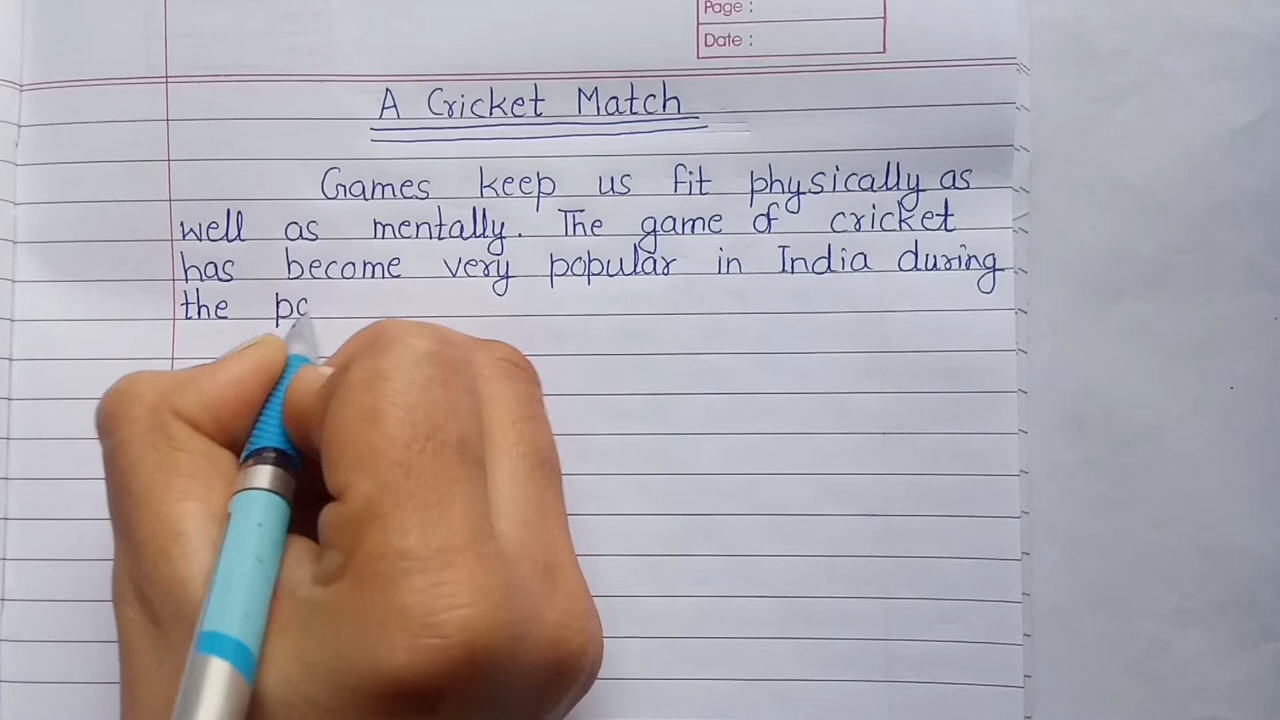 Page :
Date :
A Cricket Match
Games keep us fit physically as
well as mentally. The game of cricket
has become very popular in India during
the